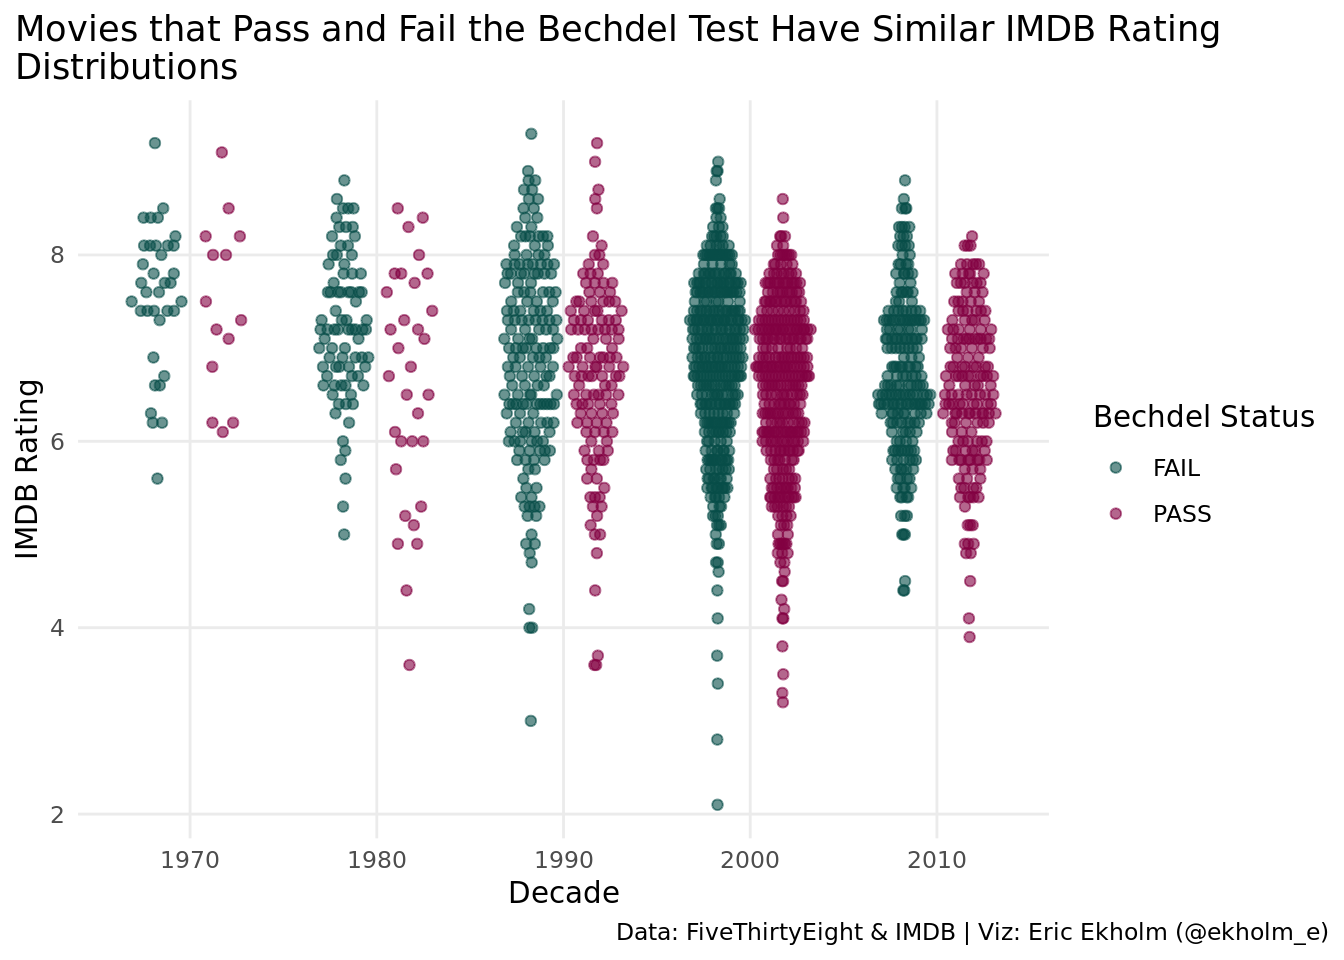 Movies that Pass and Fail the Bechdel Test Have Similar IMDB Rating
Distributions
IMDB Rating
8
6
4
2
1970
1980
1990
2000
2010
Decade
Bechdel Status
FAIL
PASS
Data: FiveThirtyEight & IMDB | Viz: Eric Ekholm (@ekholm_e)